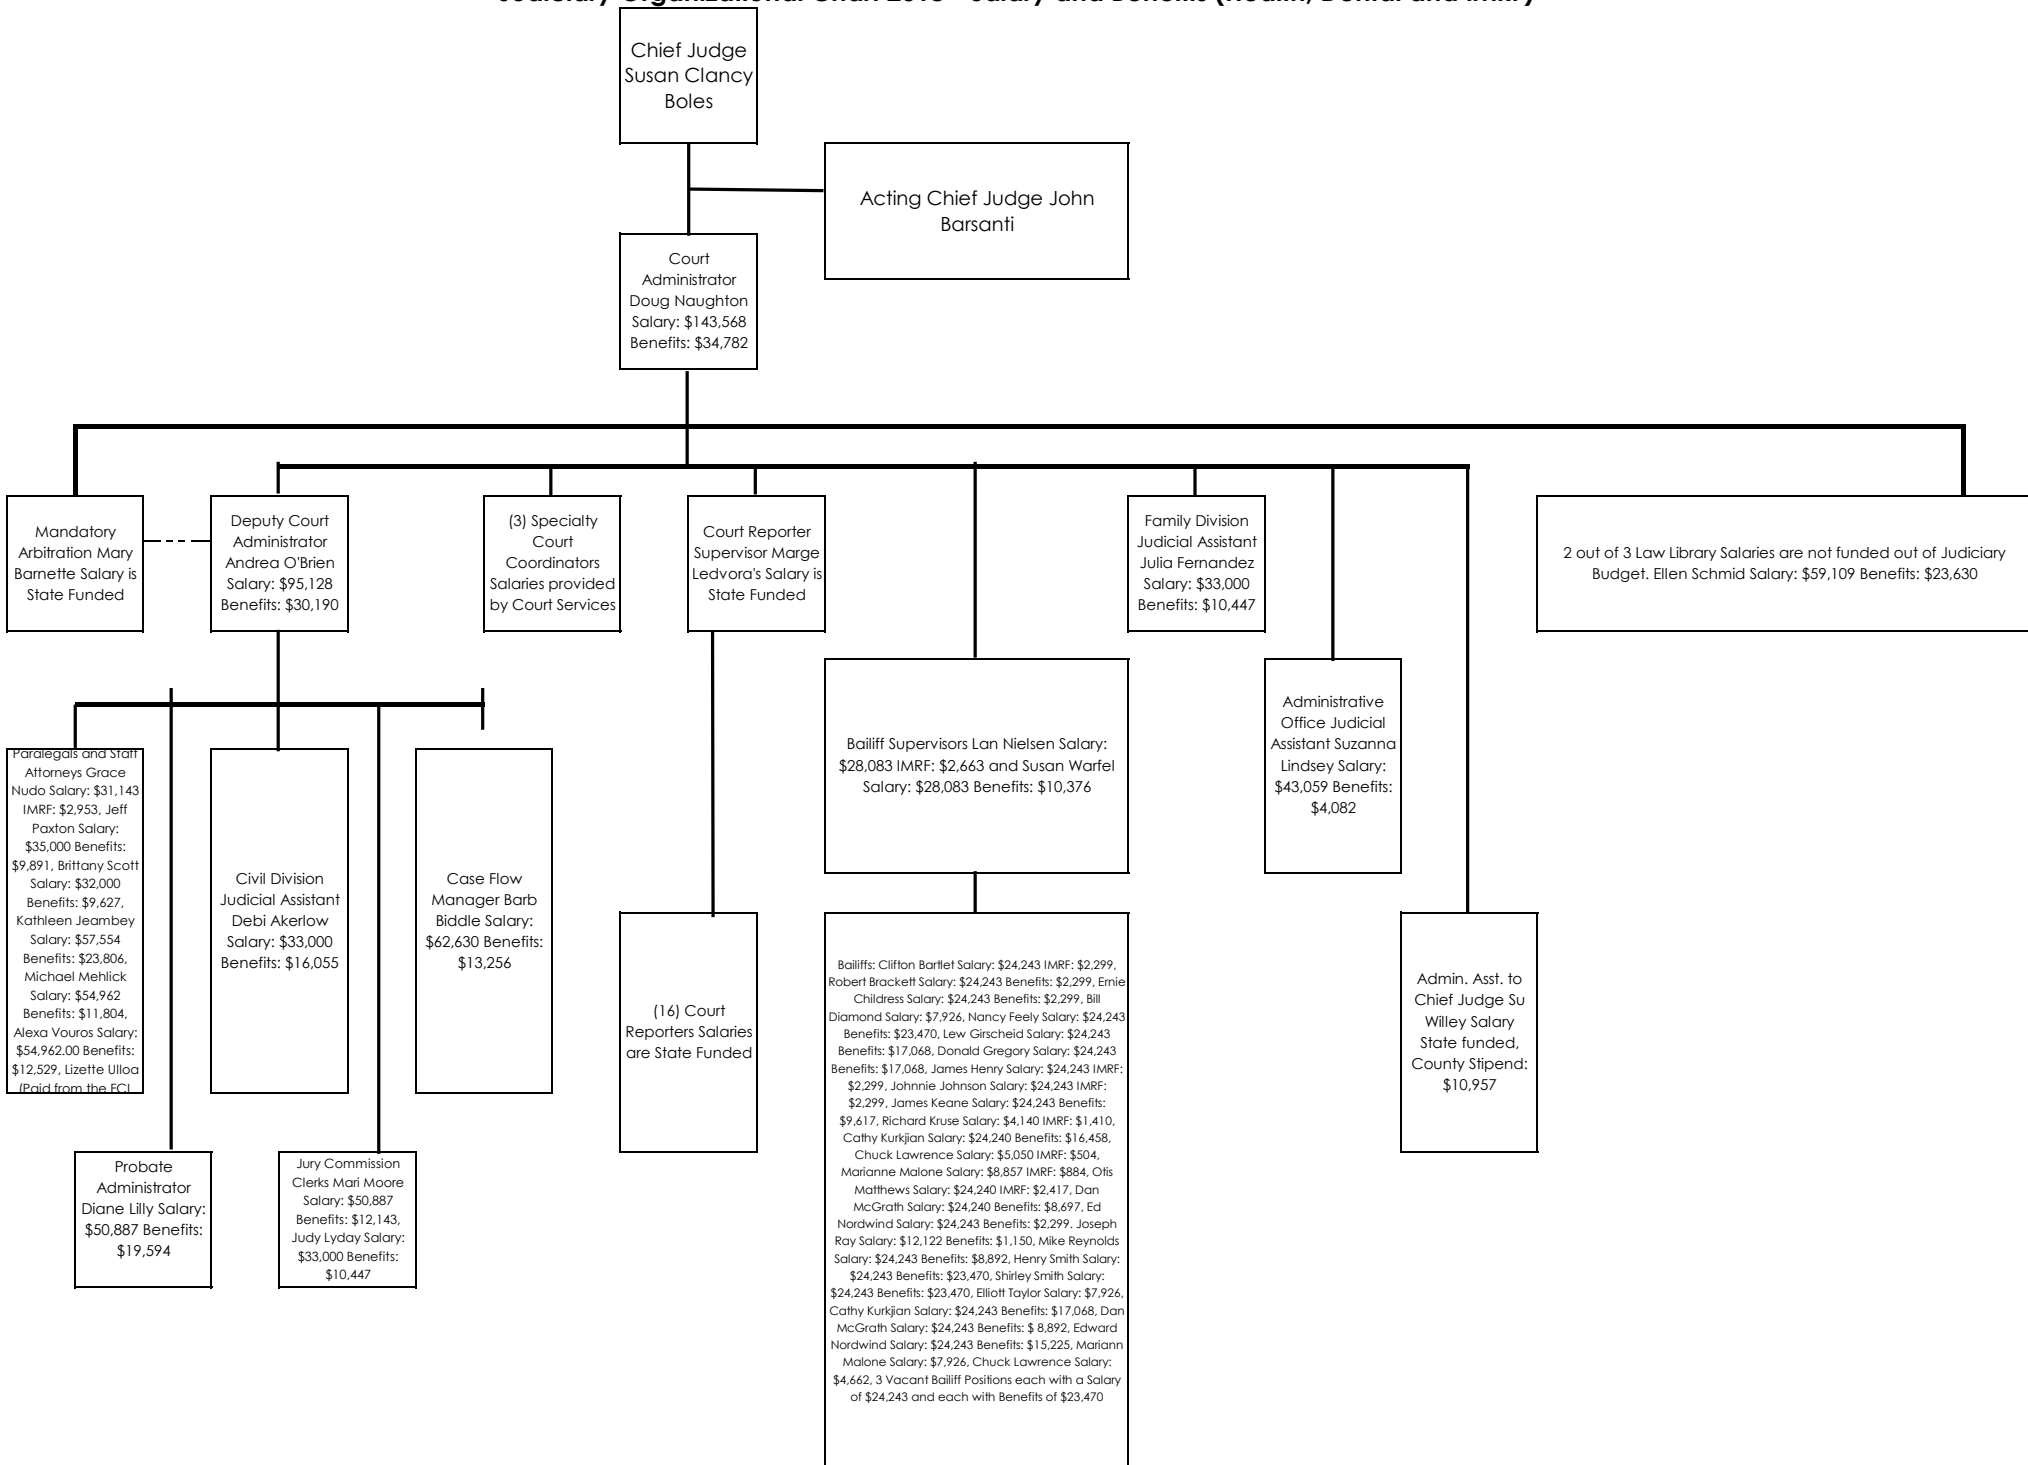 Chief Judge
Susan Clancy
Boles
Acting Chief Judge John
Barsanti
Court
Administrator
Doug Naughton
Salary: $143,568
Benefits: $34,782
Mandatory
Arbitration Mary
Barnette Salary is
State Funded
Deputy Court
Administrator
Andrea O'Brien
Salary: $95,128
Benefits: $30,190
(3) Specialty
Court
Coordinators
Salaries provided
by Court Services
Court Reporter
Supervisor Marge
Ledvora's Salary is
State Funded
Family Division
Judicial Assistant
Julia Fernandez
Salary: $33,000
Benefits: $10,447
2 out of 3 Law Library Salaries are not funded out of Judiciary
Budget. Ellen Schmid Salary: $59,109 Benefits: $23,630
Bailiff Supervisors Lan Nielsen Salary:
$28,083 IMRF: $2,663 and Susan Warfel
Salary: $28,083 Benefits: $10,376
Administrative
Office Judicial
Assistant Suzanna
Lindsey Salary:
$43,059 Benefits:
$4,082
Paralegals and Staff
Attorneys Grace
Nudo Salary: $31,143
IMRF: $2,953, Jeff
Paxton Salary:
$35,000 Benefits:
$9,891, Brittany Scott
Salary: $32,000
Benefits: $9,627,
Kathleen Jeambey
Salary: $57,554
Benefits: $23,806,
Michael Mehlick
Salary: $54,962
Benefits: $11,804,
Alexa Vouros Salary:
$54,962.00 Benefits:
$12,529, Lizette Ulloa
(Paid from the
Civil Division
Judicial Assistant
Debi Akerlow
Salary: $33,000
Benefits: $16,055
Case Flow
Manager Barb
Biddle Salary:
$62,630 Benefits:
$13,256
(16) Court
Reporters Salaries
are State Funded
Bailiffs: Clifton Bartlet Salary: $24,243 IMRF: $2,299,
Robert Brackett Salary: $24,243 Benefits: $2,299, Ernie
Childress Salary: $24,243 Benefits: $2,299, Bill
Diamond Salary: $7,926, Nancy Feely Salary: $24,243
Benefits: $23,470, Lew Girscheid Salary: $24,243
Benefits: $17,068, Donald Gregory Salary: $24,243
Benefits: $17,068, James Henry Salary: $24,243 IMRF:
$2,299, Johnnie Johnson Salary: $24,243 IMRF:
$2,299, James Keane Salary: $24,243 Benefits:
$9,617, Richard Kruse Salary: $4,140 IMRF: $1,410,
Cathy Kurkjian Salary: $24,240 Benefits: $16,458,
Chuck Lawrence Salary: $5,050 IMRF: $504,
Marianne Malone Salary: $8,857 IMRF: $884, Otis
Matthews Salary: $24,240 IMRF: $2,417, Dan
McGrath Salary: $24,240 Benefits: $8,697, Ed
Nordwind Salary: $24,243 Benefits: $2,299. Joseph
Ray Salary: $12,122 Benefits: $1,150, Mike Reynolds
Salary: $24,243 Benefits: $8,892, Henry Smith Salary:
$24,243 Benefits: $23,470, Shirley Smith Salary:
$24,243 Benefits: $23,470, Elliott Taylor Salary: $7,926,
Cathy Kurkjian Salary: $24,243 Benefits: $17,068, Dan
McGrath Salary: $24,243 Benefits: $ 8,892, Edward
Nordwind Salary: $24,243 Benefits: $15,225, Mariann
Malone Salary: $7,926, Chuck Lawrence Salary:
$4,662, 3 Vacant Bailiff Positions each with a Salary
of $24,243 and each with Benefits of $23,470
Admin. Asst. to
Chief Judge Su
Willey Salary
State funded,
County Stipend:
$10,957
Probate
Administrator
Diane Lilly Salary:
$50,887 Benefits:
$19,594
Jury Commission
Clerks Mari Moore
Salary: $50,887
Benefits: $12,143,
Judy Lyday Salary:
$33,000 Benefits:
$10,447